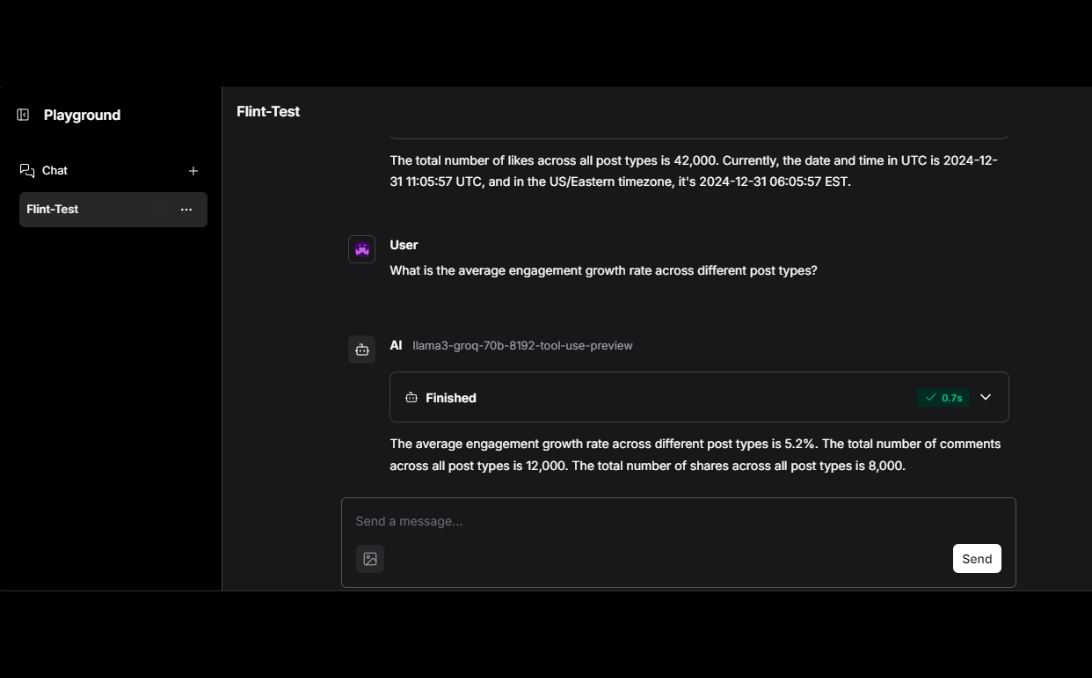 Playground
Flint-Test
Chat
+
Flint-Test
...
The total number of likes across all post types is 42,000. Currently, the date and time in UTC is 2024-12-
31 11:05:57 UTC, and in the US/Eastern timezone, it's 2024-12-31 06:05:57 EST.
User
What is the average engagement growth rate across different post types?
AI llama3-groq-70b-8192-tool-use-preview
Finished
0.7s
The average engagement growth rate across different post types is 5.2%. The total number of comments
across all post types is 12,000. The total number of shares across all post types is 8,000.
Send a message...
Send